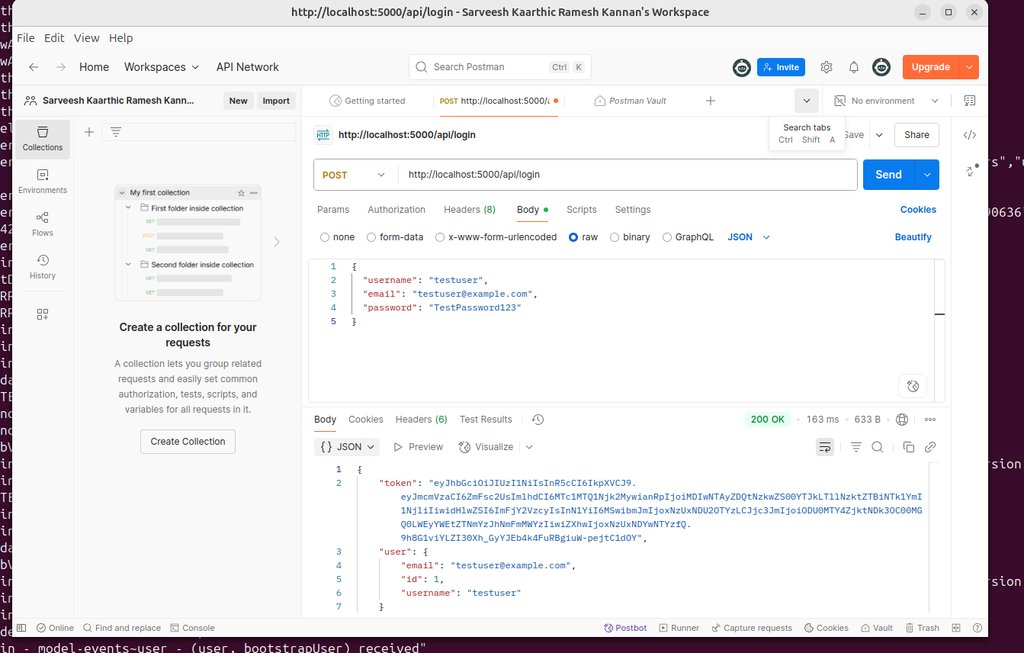 http://localhost:5000/api/login - Sarveesh Kaarthic Ramesh Kannan's Workspace
File Edit View Help
Home Workspaces API Network Search Postman Ctrl K Invite Upgrade
Sarveesh Kaarthic Ramesh Kann... New Import Getting started POST http://localhost:5000/a Postman Vault No environment
Search tabs
Ctrl Shift A
Collections
Environments
Flows
History
My first collection
First folder inside collection
GET
POST
GET
Second folder inside collection
GET
GET
Create a collection for your
requests
A collection lets you group related
requests and easily set common
authorization, tests, scripts, and
variables for all requests in it.
Create Collection
HTTP http://localhost:5000/api/login Save Share
POST http://localhost:5000/api/login Send
Params Authorization Headers (8) Body Scripts Settings Cookies
none form-data x-www-form-urlencoded raw binary GraphQL JSON Beautify
1 {
2 "username": "testuser",
3 "email": "testuser@example.com",
4 "password": "TestPassword123"
5 }
Body Cookies Headers (6) Test Results 200 OK 163 ms 633 B
{} JSON Preview Visualize
1 {
2 "token": "eyJhbGciOiJIUzI1NiIsInR5cCI6IkpXVCJ9.
3 "user": {
4 "email": "testuser@example.com",
5 "id": 1,
6 "username": "testuser"
7 }
Online Find and replace Console Postbot Runner Capture requests Cookies Vault Trash
in - model-events~user - (user, bootstrapUser) received"